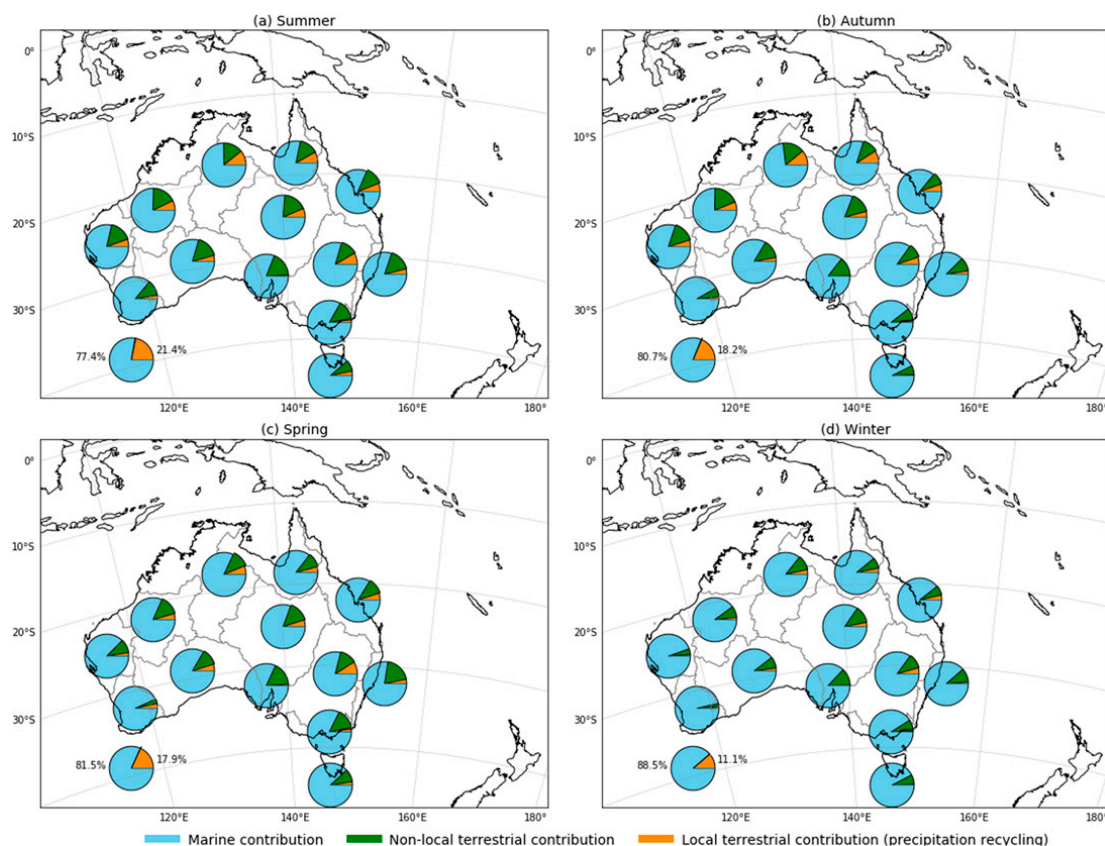 (a) Summer
(b) Autumn
0°
10°S
20°S
30°S
77.4% 21.4%
120°E 140°E 160°E 180°
0°
10°S
20°S
30°S
80.7% 18.2%
120°E 140°E 160°E 180°
(c) Spring
(d) Winter
0°
10°S
20°S
30°S
81.5% 17.9%
120°E 140°E 160°E 180°
0°
10°S
20°S
30°S
88.5% 11.1%
120°E 140°E 160°E 180°
Marine contribution
Non-local terrestrial contribution
Local terrestrial contribution (precipitation recycling)